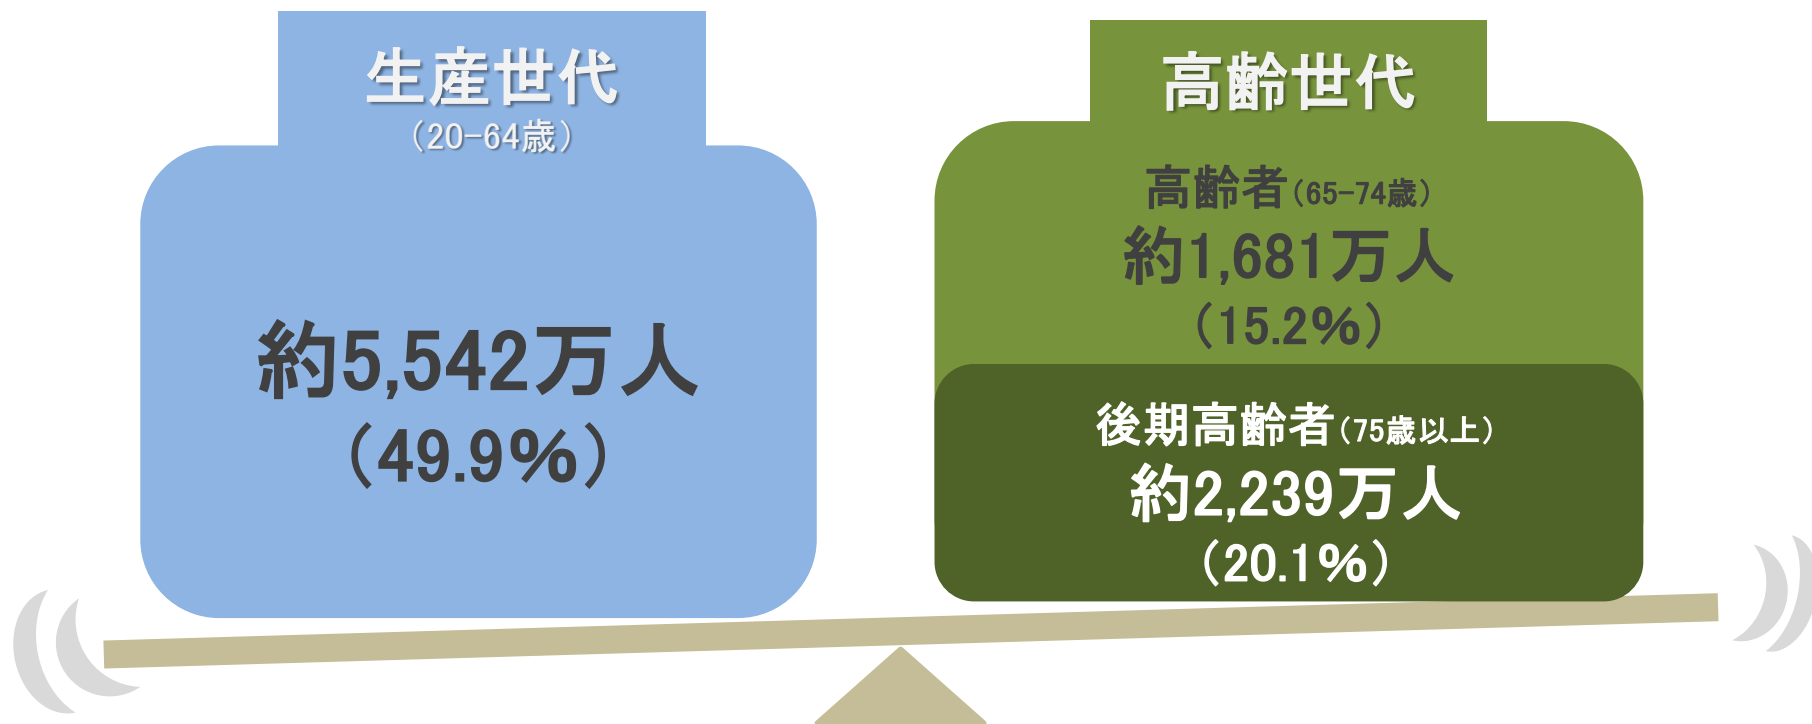 生産世代
（20-64歳）
約5,542万人
（49.9％）
高齢世代
高齢者（65-74歳）
約1,681万人
（15.2％）
後期高齢者（75歳以上）
約2,239万人
（20.1％）